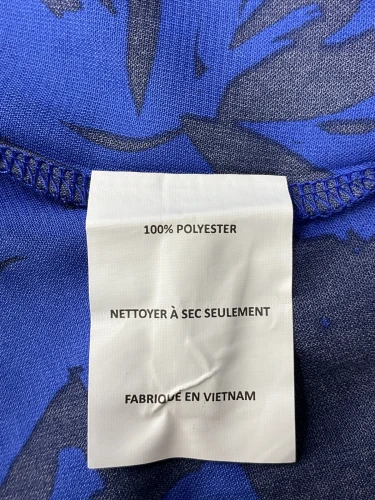 100% POLYESTER
NETTOYER À SEC SEULEMENT
FABRIQUE EN VIETNAM